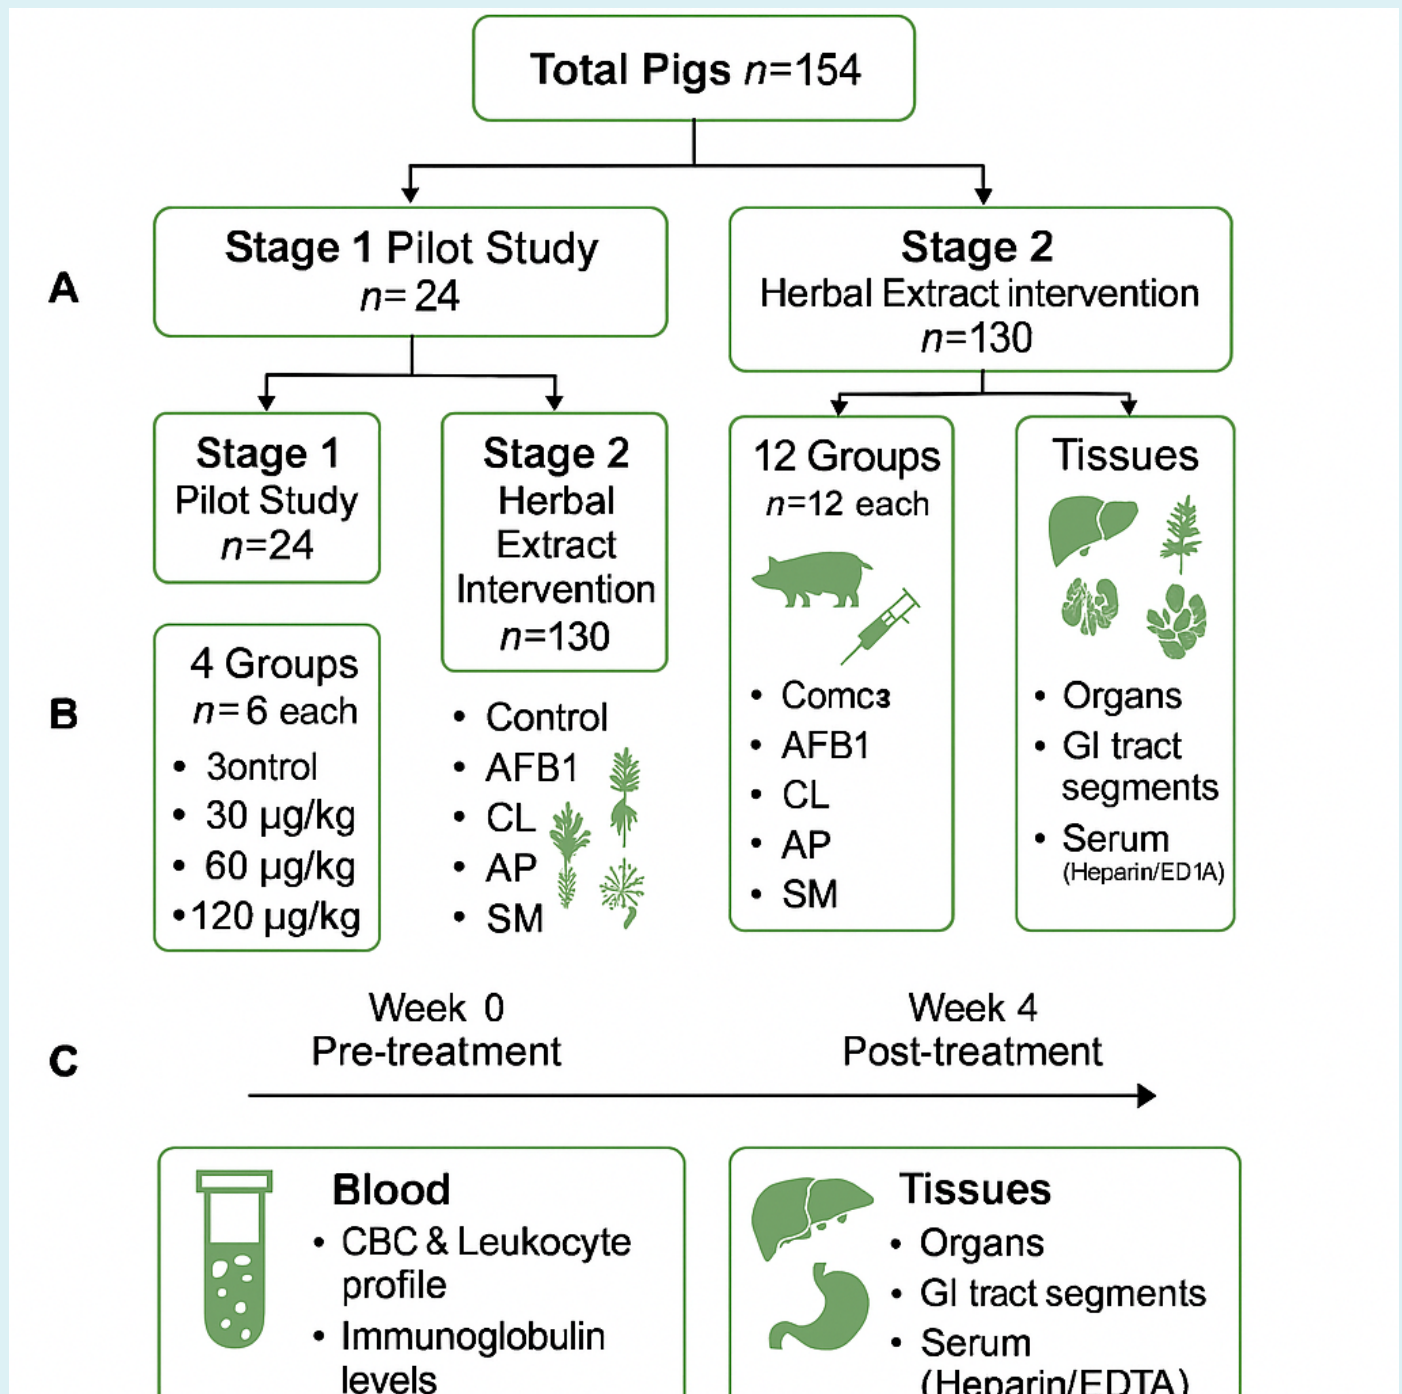 Total Pigs n=154
A
Stage 1 Pilot Study
n= 24
Stage 2
Herbal Extract intervention
n=130
Stage 1
Pilot Study
n=24
Stage 2
Herbal
Extract
Intervention
n=130
12 Groups
n=12 each
Tissues
B
4 Groups
n= 6 each
• 3ontrol
• 30 µg/kg
• 60 µg/kg
•120 µg/kg
• Control
• AFB1
• CL
• AP
• SM
• Comc3
• AFB1
• CL
• AP
• SM
• Organs
• GI tract
segments
• Serum
(Heparin/ED1A)
C
Week 0
Pre-treatment
Week 4
Post-treatment
Blood
• CBC & Leukocyte
profile
• Immunoglobulin
levels
Tissues
• Organs
• GI tract segments
• Serum
(Heparin/EDTA)